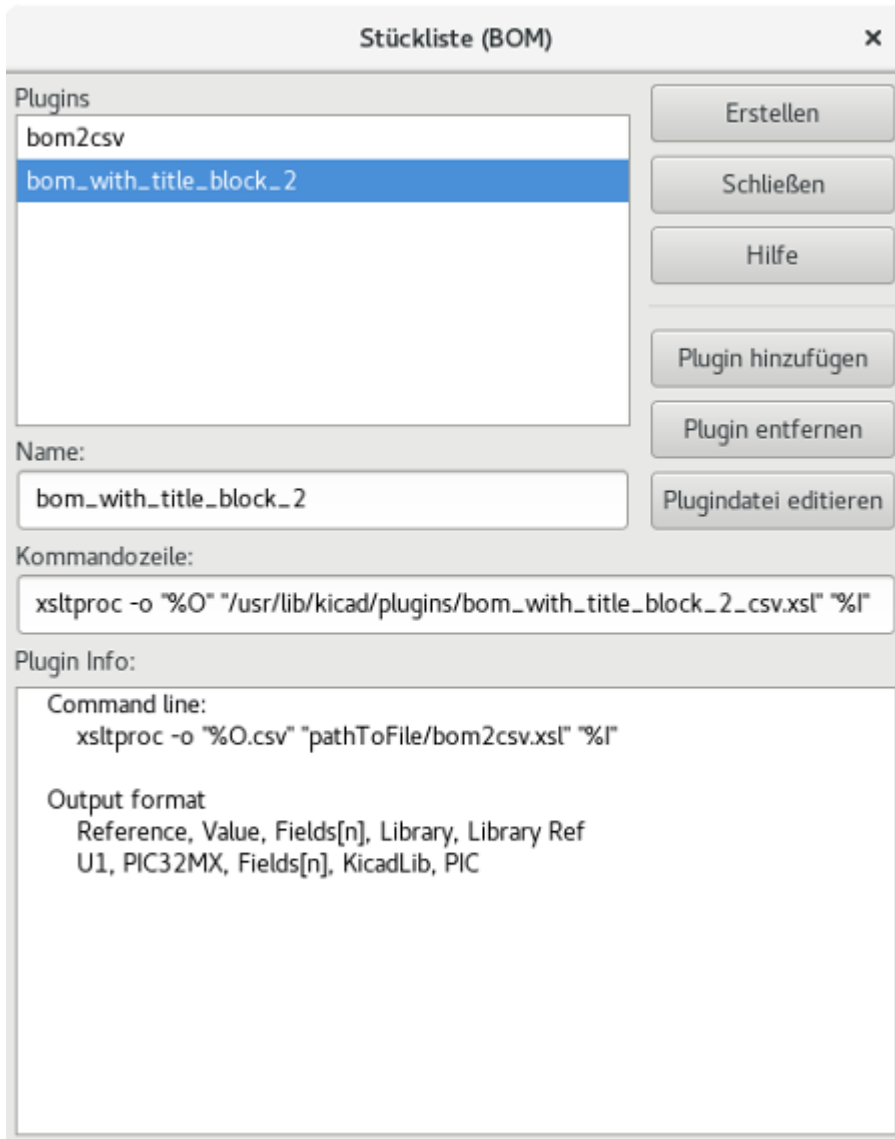 Stückliste (BOM)
Plugins
bom2csv
bom_with_title_block_2
Erstellen
Schließen
Hilfe
Plugin hinzufügen
Plugin entfernen
Plugindatei editieren
Name:
bom_with_title_block_2
Kommandozeile:
xsltproc -o "%O" "/usr/lib/kicad/plugins/bom_with_title_block_2_csv.xsl" "%I"
Plugin Info:
Command line:
xsltproc -o "%O.csv" "pathToFile/bom2csv.xsl" "%I"
Output format
Reference, Value, Fields[n], Library, Library Ref
U1, PIC32MX, Fields[n], KicadLib, PIC